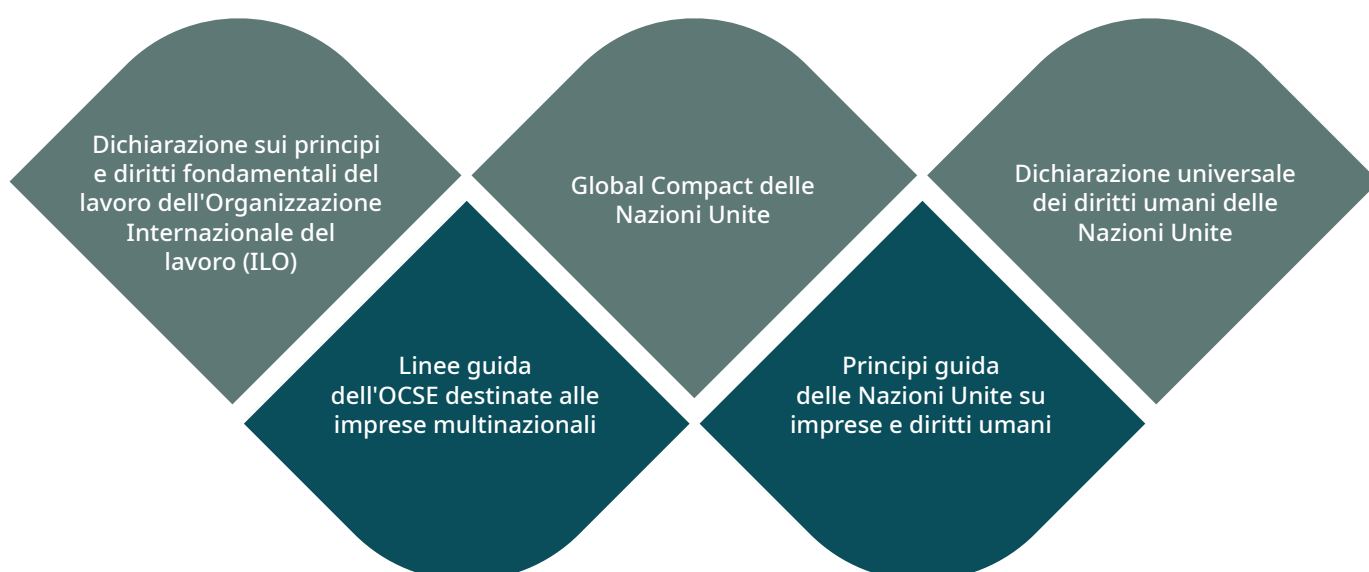 Dichiarazione sui principi
e diritti fondamentali del
lavoro dell'Organizzazione
Internazionale del
lavoro (ILO)
Global Compact delle
Nazioni Unite
Dichiarazione universale
dei diritti umani delle
Nazioni Unite
Linee guida
dell'OCSE destinate alle
imprese multinazionali
Principi guida
delle Nazioni Unite su
imprese e diritti umani